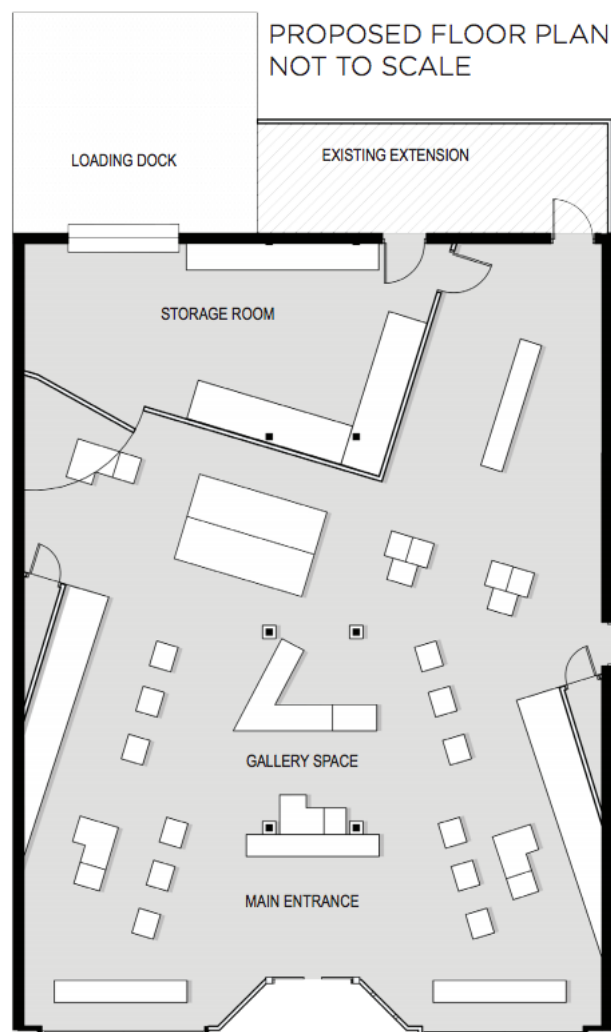 PROPOSED FLOOR PLAN
NOT TO SCALE
LOADING DOCK
EXISTING EXTENSION
STORAGE ROOM
GALLERY SPACE
MAIN ENTRANCE